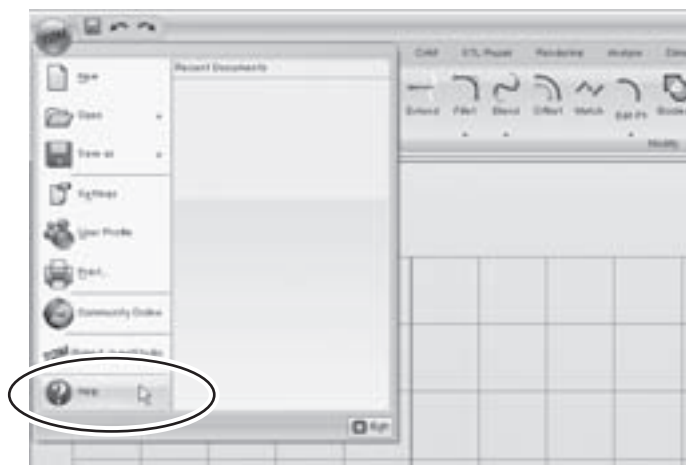 CAM STL Repair Rendering Analyze
New
Recent Documents
Open
Save as
Settings
User Profile
Print...
Community Online
Help
Extend Fillet Blend Offset Match Edit Pt
Modify
Exit